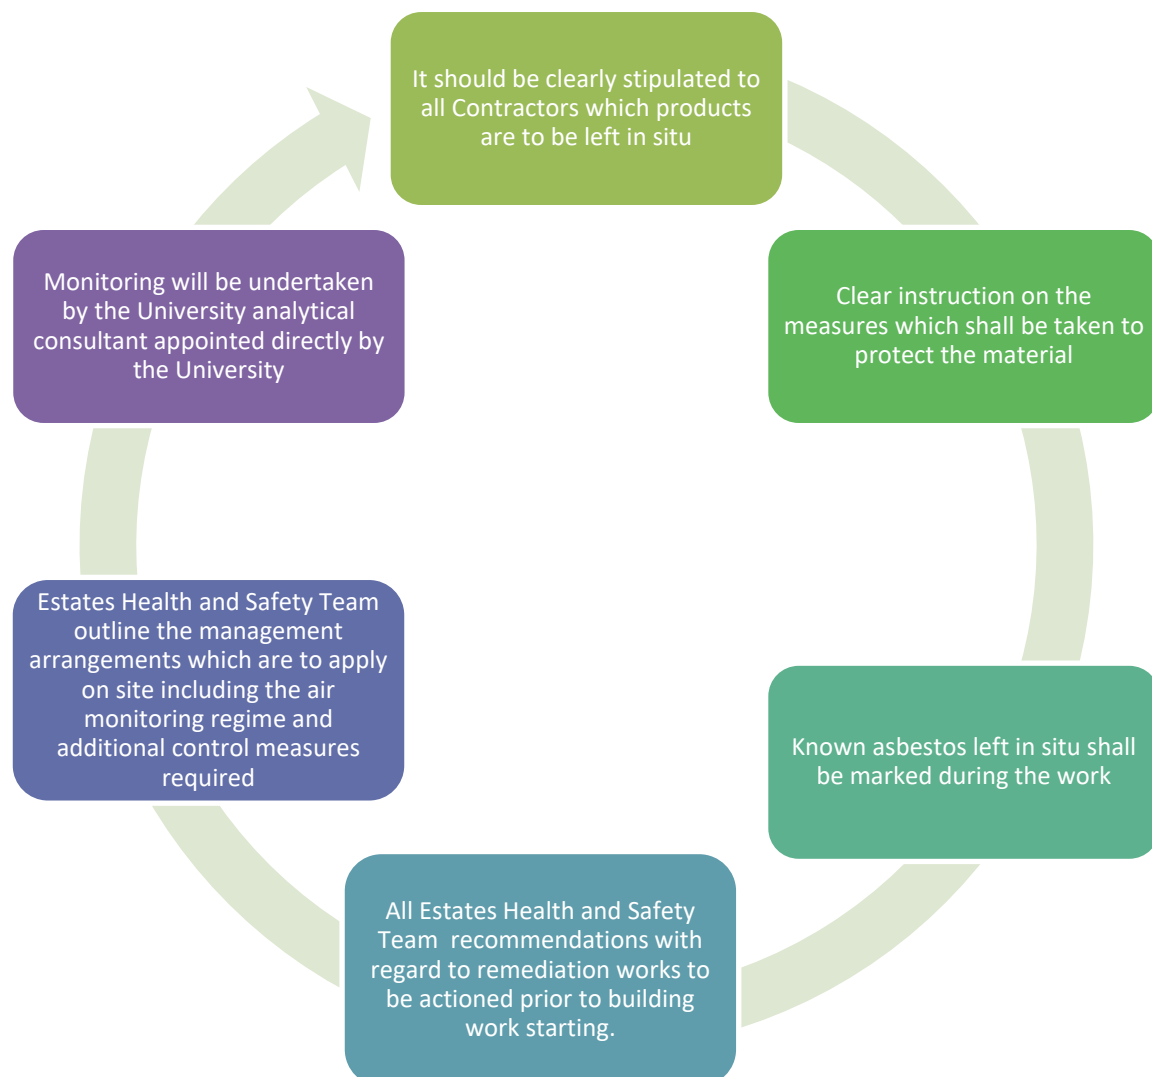 It should be clearly stipulated to
all Contractors which products
are to be left in situ
Clear instruction on the
measures which shall be taken to
protect the material
Known asbestos left in situ shall
be marked during the work
All Estates Health and Safety
Team  recommendations with
regard to remediation works to
be actioned prior to building
work starting.
Estates Health and Safety Team
outline the management
arrangements which are to apply
on site including the air
monitoring regime and
additional control measures
required
Monitoring will be undertaken
by the University analytical
consultant appointed directly by
the University